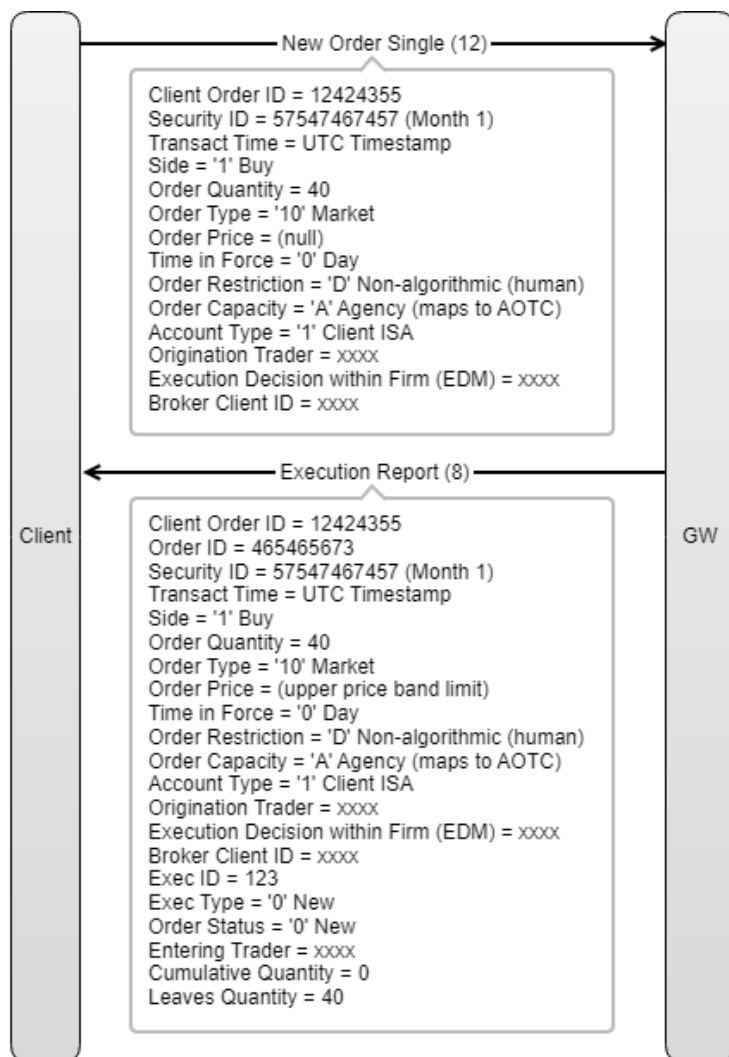 New Order Single (12)
Client Order ID = 12424355
Security ID = 57547467457 (Month 1)
Transact Time = UTC Timestamp
Side = '1' Buy
Order Quantity = 40
Order Type = '10' Market
Order Price = (null)
Time in Force = '0' Day
Order Restriction = 'D' Non-algorithmic (human)
Order Capacity = 'A' Agency (maps to AOTC)
Account Type = '1' Client ISA
Origination Trader = xxxx
Execution Decision within Firm (EDM) = xxxx
Broker Client ID = xxxx
Execution Report (8)
Client
GW
Client Order ID = 12424355
Order ID = 465465673
Security ID = 57547467457 (Month 1)
Transact Time = UTC Timestamp
Side = '1' Buy
Order Quantity = 40
Order Type = '10' Market
Order Price = (upper price band limit)
Time in Force = '0' Day
Order Restriction = 'D' Non-algorithmic (human)
Order Capacity = 'A' Agency (maps to AOTC)
Account Type = '1' Client ISA
Origination Trader = xxxx
Execution Decision within Firm (EDM) = xxxx
Broker Client ID = xxxx
Exec ID = 123
Exec Type = '0' New
Order Status = '0' New
Entering Trader = xxxx
Cumulative Quantity = 0
Leaves Quantity = 40